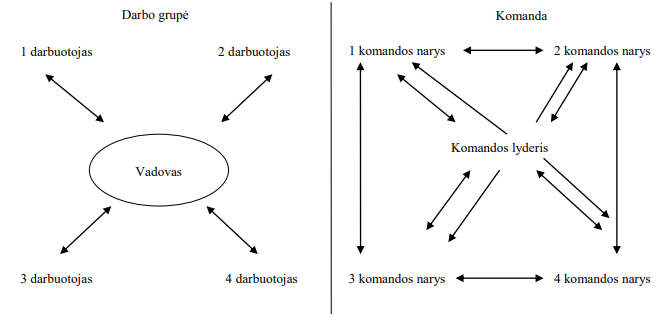 Darbo grupė
1 darbuotojas
2 darbuotojas
Vadovas
3 darbuotojas
4 darbuotojas
Komanda
1 komandos narys
2 komandos narys
Komandos lyderis
3 komandos narys
4 komandos narys